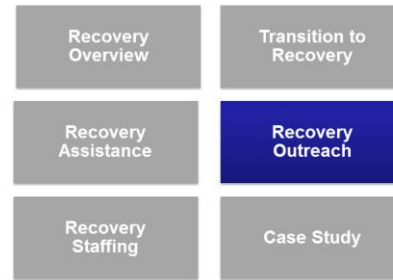 Recovery
Overview
Transition to
Recovery
Recovery
Assistance
Recovery
Outreach
Recovery
Staffing
Case Study